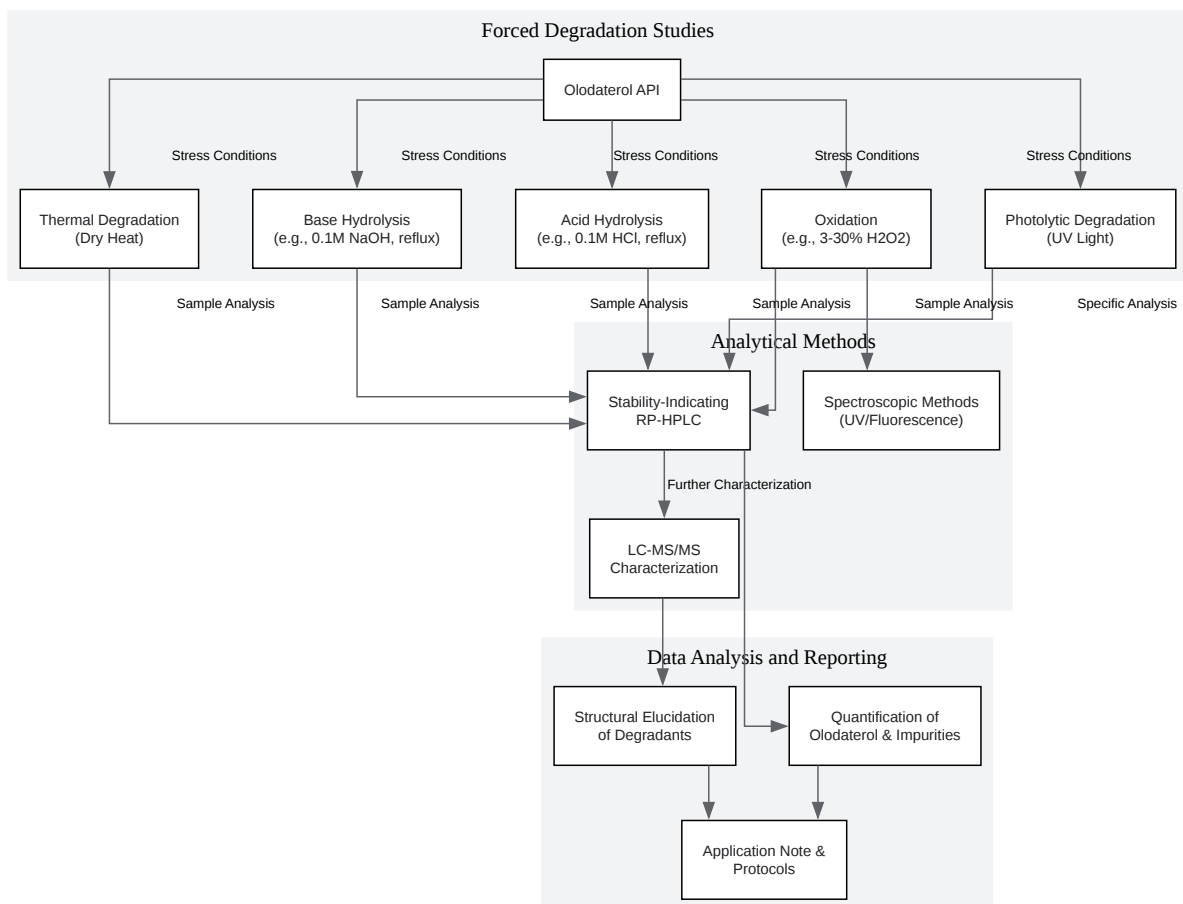 Forced Degradation Studies
Olodaterol API
Stress Conditions
Stress Conditions
Stress Conditions
Stress Conditions
Stress Conditions
Thermal Degradation
(Dry Heat)
Base Hydrolysis
(e.g., 0.1M NaOH, reflux)
Acid Hydrolysis
(e.g., 0.1M HCl, reflux)
Oxidation
(e.g., 3-30% H2O2)
Photolytic Degradation
(UV Light)
Sample Analysis
Sample Analysis
Sample Analysis
Sample Analysis
Sample Analysis
Specific Analysis
Analytical Methods
Stability-Indicating
RP-HPLC
Spectroscopic Methods
(UV/Fluorescence)
Further Characterization
LC-MS/MS
Characterization
Data Analysis and Reporting
Structural Elucidation
of Degradants
Quantification of
Olodaterol & Impurities
Application Note &
Protocols